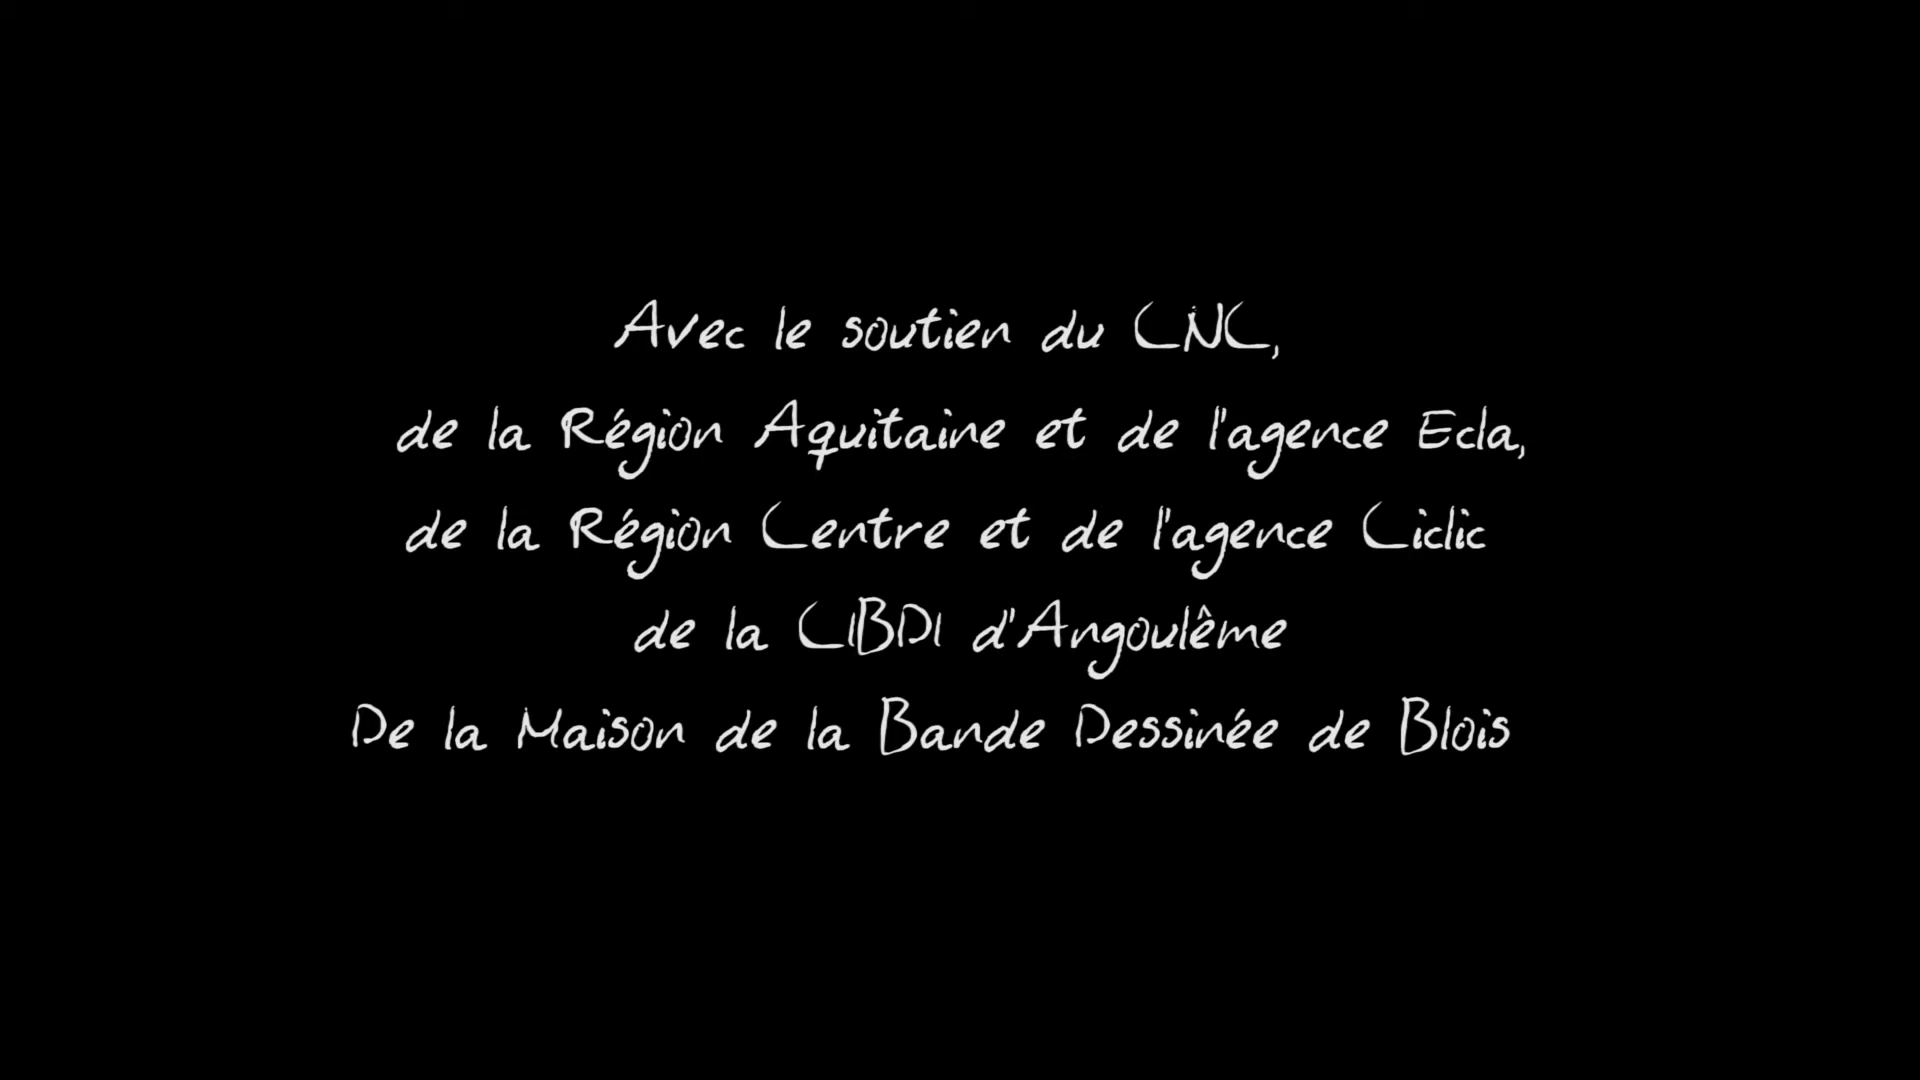 Avec le soutien du CNC,
de la Région Aquitaine et de l'agence Ecla,
de la Région Centre et de l'agence Ciclic
de la CIBDI d'Angoulême
De la Maison de la Bande Dessinée de Blois